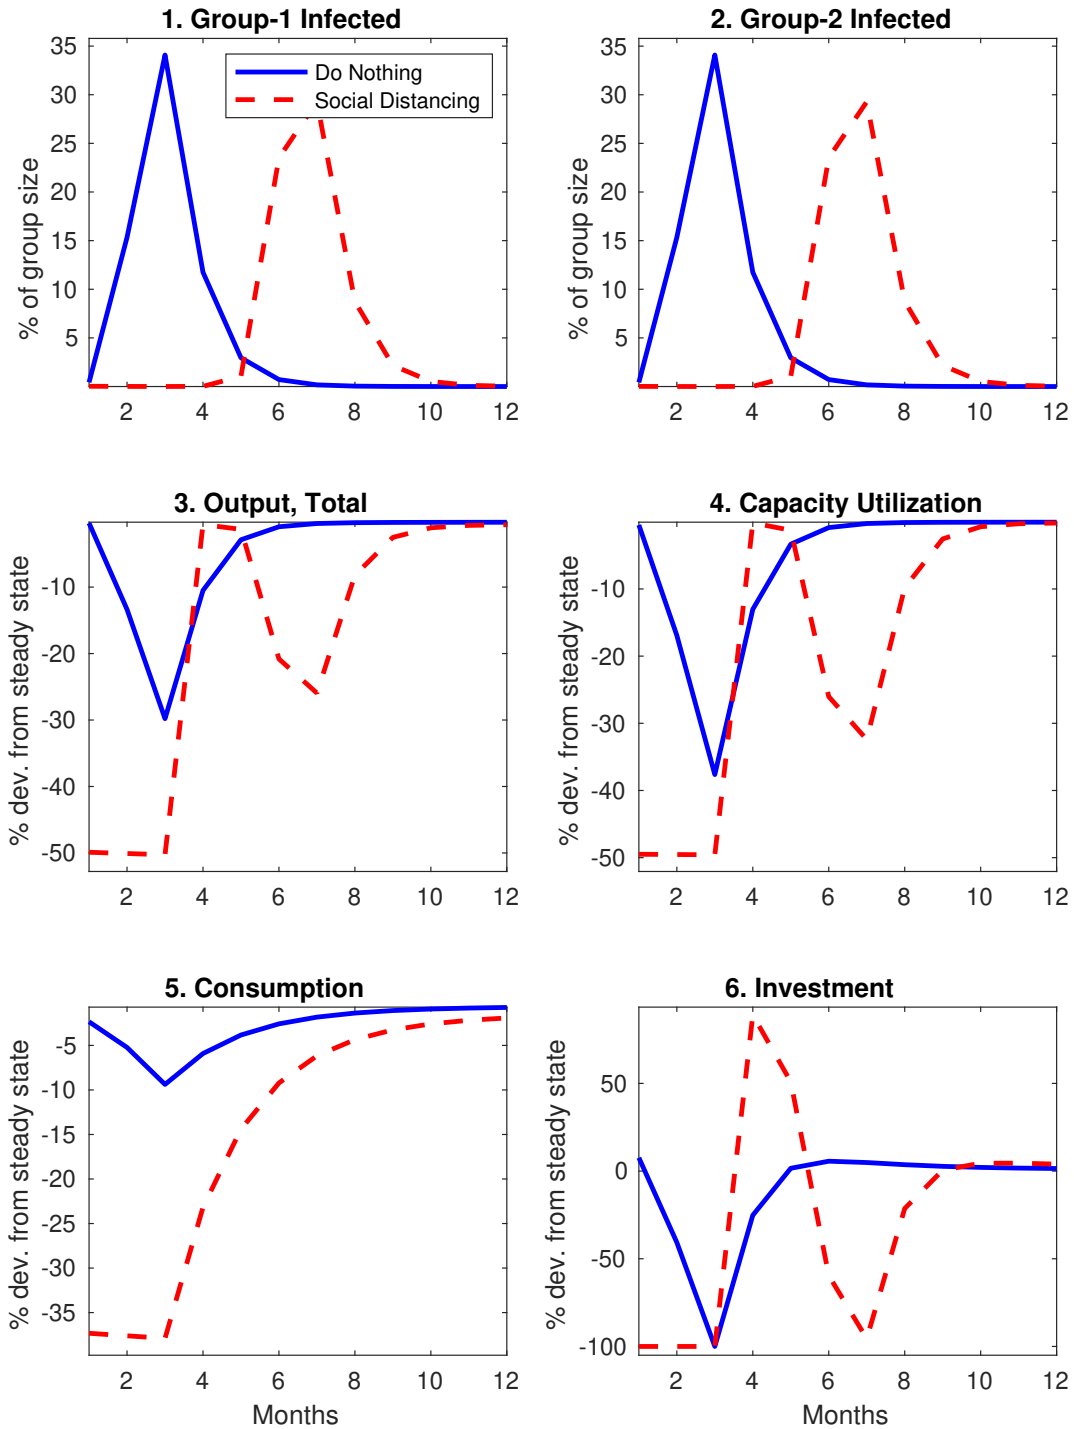 1. Group-1 Infected
% of group size
35
30
25
20
15
10
5
2 4 6 8 10 12
Do Nothing
Social Distancing
2. Group-2 Infected
% of group size
35
30
25
20
15
10
5
2 4 6 8 10 12
3. Output, Total
% dev. from steady state
-10
-20
-30
-40
-50
2 4 6 8 10 12
4. Capacity Utilization
% dev. from steady state
-10
-20
-30
-40
-50
2 4 6 8 10 12
5. Consumption
% dev. from steady state
-5
-10
-15
-20
-25
-30
-35
2 4 6 8 10 12
Months
6. Investment
% dev. from steady state
50
0
-50
-100
2 4 6 8 10 12
Months